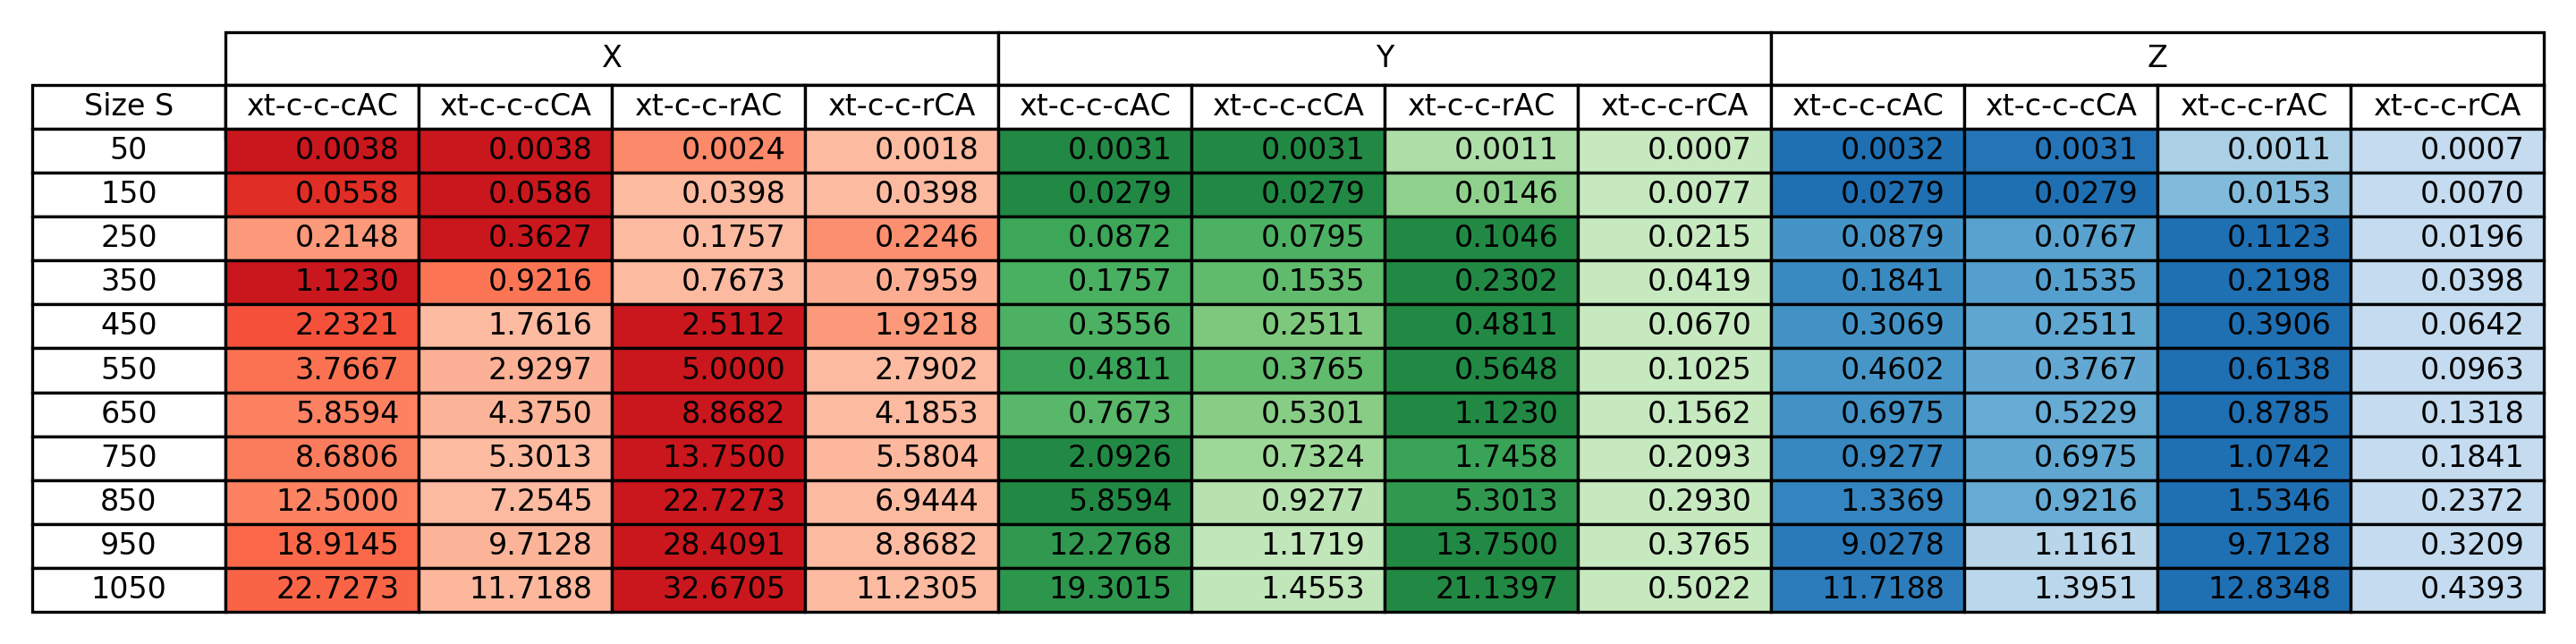 X Y Z
Size S xt-c-c-cAC xt-c-c-cCA xt-c-c-rAC xt-c-c-rCA xt-c-c-cAC xt-c-c-cCA xt-c-c-rAC xt-c-c-rCA xt-c-c-cAC xt-c-c-cCA xt-c-c-rAC xt-c-c-rCA
50 0.0038 0.0038 0.0024 0.0018 0.0031 0.0031 0.0011 0.0007 0.0032 0.0031 0.0011 0.0007
150 0.0558 0.0586 0.0398 0.0398 0.0279 0.0279 0.0146 0.0077 0.0279 0.0279 0.0153 0.0070
250 0.2148 0.3627 0.1757 0.2246 0.0872 0.0795 0.1046 0.0215 0.0879 0.0767 0.1123 0.0196
350 1.1230 0.9216 0.7673 0.7959 0.1757 0.1535 0.2302 0.0419 0.1841 0.1535 0.2198 0.0398
450 2.2321 1.7616 2.5112 1.9218 0.3556 0.2511 0.4811 0.0670 0.3069 0.2511 0.3906 0.0642
550 3.7667 2.9297 5.0000 2.7902 0.4811 0.3765 0.5648 0.1025 0.4602 0.3767 0.6138 0.0963
650 5.8594 4.3750 8.8682 4.1853 0.7673 0.5301 1.1230 0.1562 0.6975 0.5229 0.8785 0.1318
750 8.6806 5.3013 13.7500 5.5804 2.0926 0.7324 1.7458 0.2093 0.9277 0.6975 1.0742 0.1841
850 12.5000 7.2545 22.7273 6.9444 5.8594 0.9277 5.3013 0.2930 1.3369 0.9216 1.5346 0.2372
950 18.9145 9.7128 28.4091 8.8682 12.2768 1.1719 13.7500 0.3765 9.0278 1.1161 9.7128 0.3209
1050 22.7273 11.7188 32.6705 11.2305 19.3015 1.4553 21.1397 0.5022 11.7188 1.3951 12.8348 0.4393